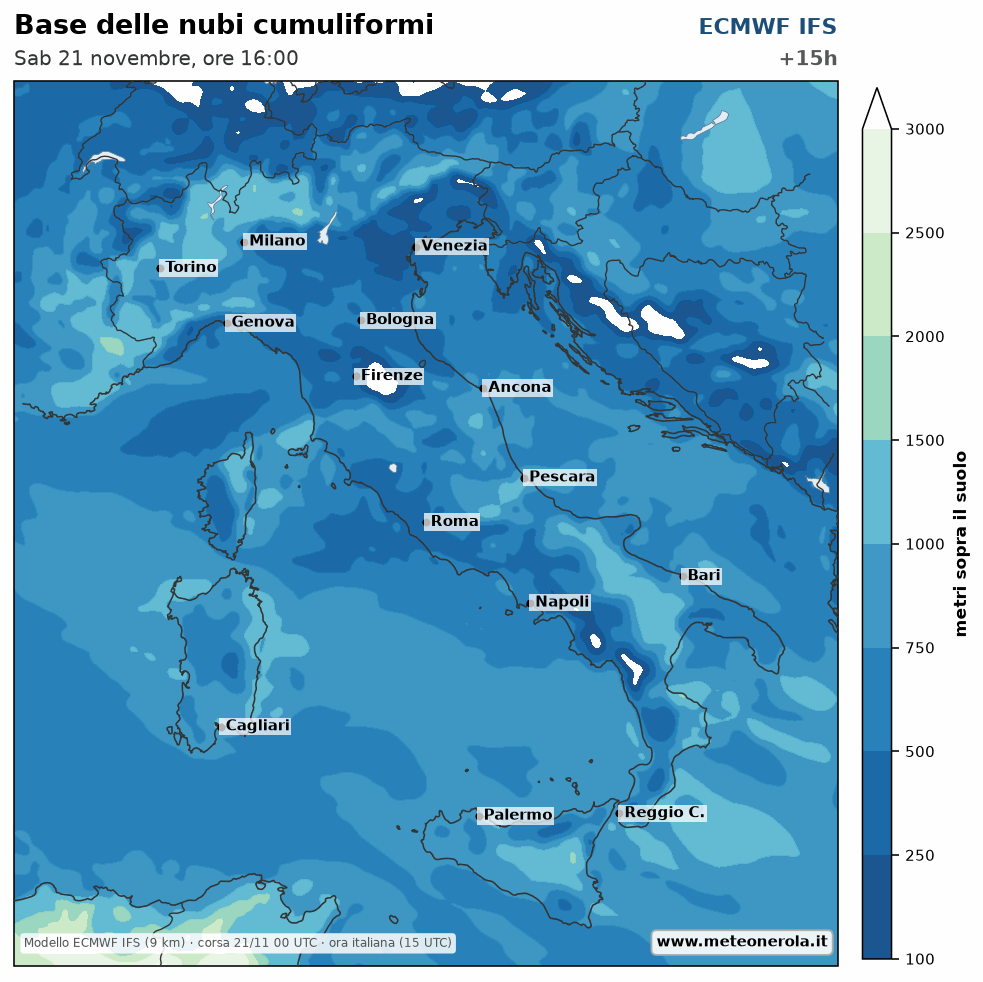 Base delle nubi cumuliformi
ECMWF IFS
Sab 21 novembre, ore 16:00
+15h
Milano
Venezia
Torino
Genova
Bologna
Firenze
Ancona
Pescara
Roma
Bari
Napoli
Cagliari
Palermo
Reggio C.
3000
2500
2000
1500
1000
750
500
250
100
metri sopra il suolo
Modello ECMWF IFS (9 km) · corsa 21/11 00 UTC · ora italiana (15 UTC)
www.meteonerola.it